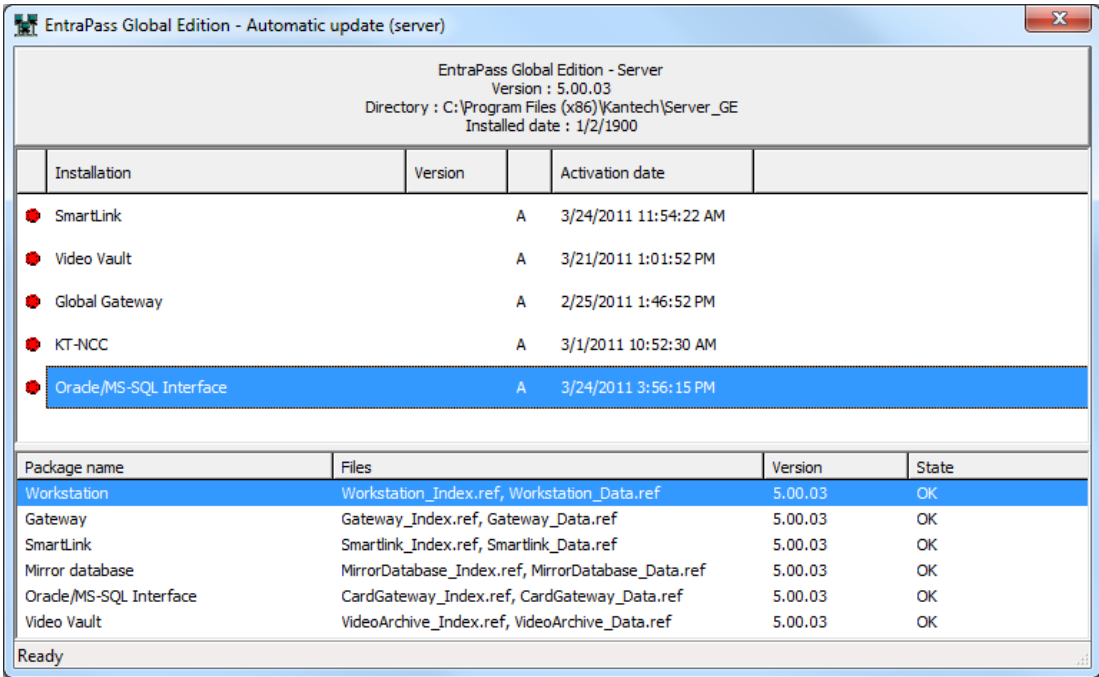 EntraPass Global Edition - Automatic update (server)
EntraPass Global Edition - Server
Version : 5.00.03
Directory : C:\Program Files (x86)\Kantech\Server_GE
Installed date : 1/2/1900
Installation Version Activation date
SmartLink A 3/24/2011 11:54:22 AM
Video Vault A 3/21/2011 1:01:52 PM
Global Gateway A 2/25/2011 1:46:52 PM
KT-NCC A 3/1/2011 10:52:30 AM
Oracle/MS-SQL Interface A 3/24/2011 3:56:15 PM
Package name Files Version State
Workstation Workstation_Index.ref, Workstation_Data.ref 5.00.03 OK
Gateway Gateway_Index.ref, Gateway_Data.ref 5.00.03 OK
SmartLink Smartlink_Index.ref, Smartlink_Data.ref 5.00.03 OK
Mirror database MirrorDatabase_Index.ref, MirrorDatabase_Data.ref 5.00.03 OK
Oracle/MS-SQL Interface CardGateway_Index.ref, CardGateway_Data.ref 5.00.03 OK
Video Vault VideoArchive_Index.ref, VideoArchive_Data.ref 5.00.03 OK
Ready